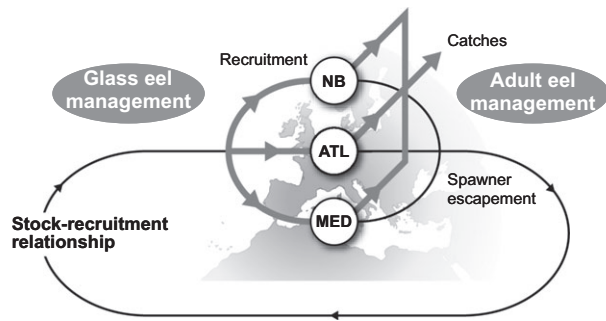 Catches
Recruitment
Glass eel
management
NB
Adult eel
management
ATL
Spawner
escapement
Stock-recruitment
relationship
MED